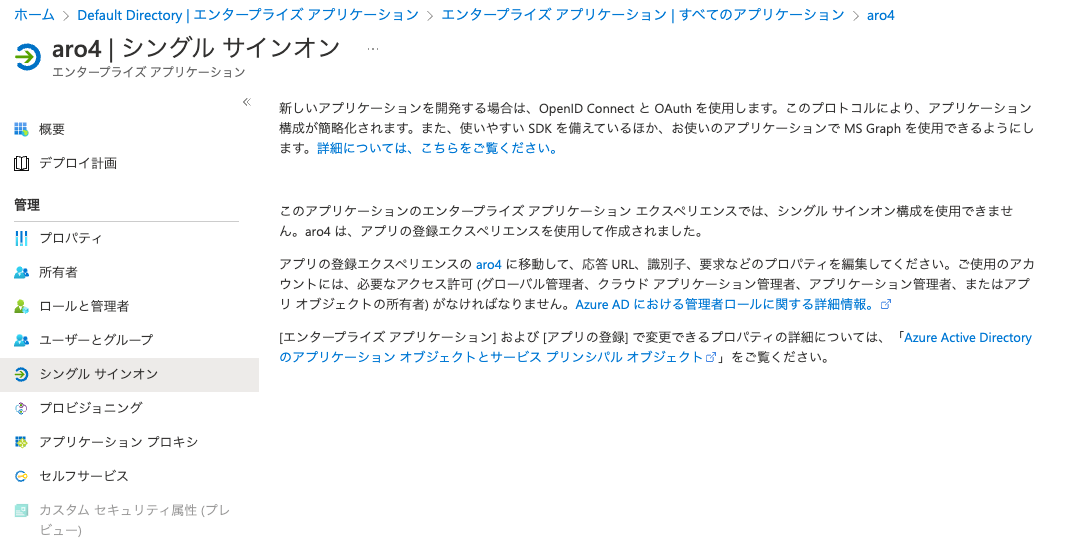 ホーム > Default Directory | エンタープライズ アプリケーション > エンタープライズ アプリケーション | すべてのアプリケーション > aro4
aro4 | シングル サインオン ...
エンタープライズ アプリケーション
«
概要
デプロイ計画
管理
プロパティ
所有者
ロールと管理者
ユーザーとグループ
シングル サインオン
プロビジョニング
アプリケーション プロキシ
セルフサービス
カスタム セキュリティ属性 (プレ
ビュー)
新しいアプリケーションを開発する場合は、OpenID Connect と OAuth を使用します。このプロトコルにより、アプリケーション
構成が簡略化されます。また、使いやすい SDK を備えているほか、お使いのアプリケーションで MS Graph を使用できるようにし
ます。詳細については、こちらをご覧ください。
このアプリケーションのエンタープライズ アプリケーション エクスペリエンスでは、シングル サインオン構成を使用できませ
ん。aro4 は、アプリの登録エクスペリエンスを使用して作成されました。
アプリの登録エクスペリエンスの aro4 に移動して、応答 URL、識別子、要求などのプロパティを編集してください。ご使用のアカ
ウントには、必要なアクセス許可 (グローバル管理者、クラウド アプリケーション管理者、アプリケーション管理者、またはアプ
リ オブジェクトの所有者) がなければなりません。Azure AD における管理者ロールに関する詳細情報。
[エンタープライズ アプリケーション] および [アプリの登録] で変更できるプロパティの詳細については、「Azure Active Directory
のアプリケーション オブジェクトとサービス プリンシパル オブジェクト」をご覧ください。